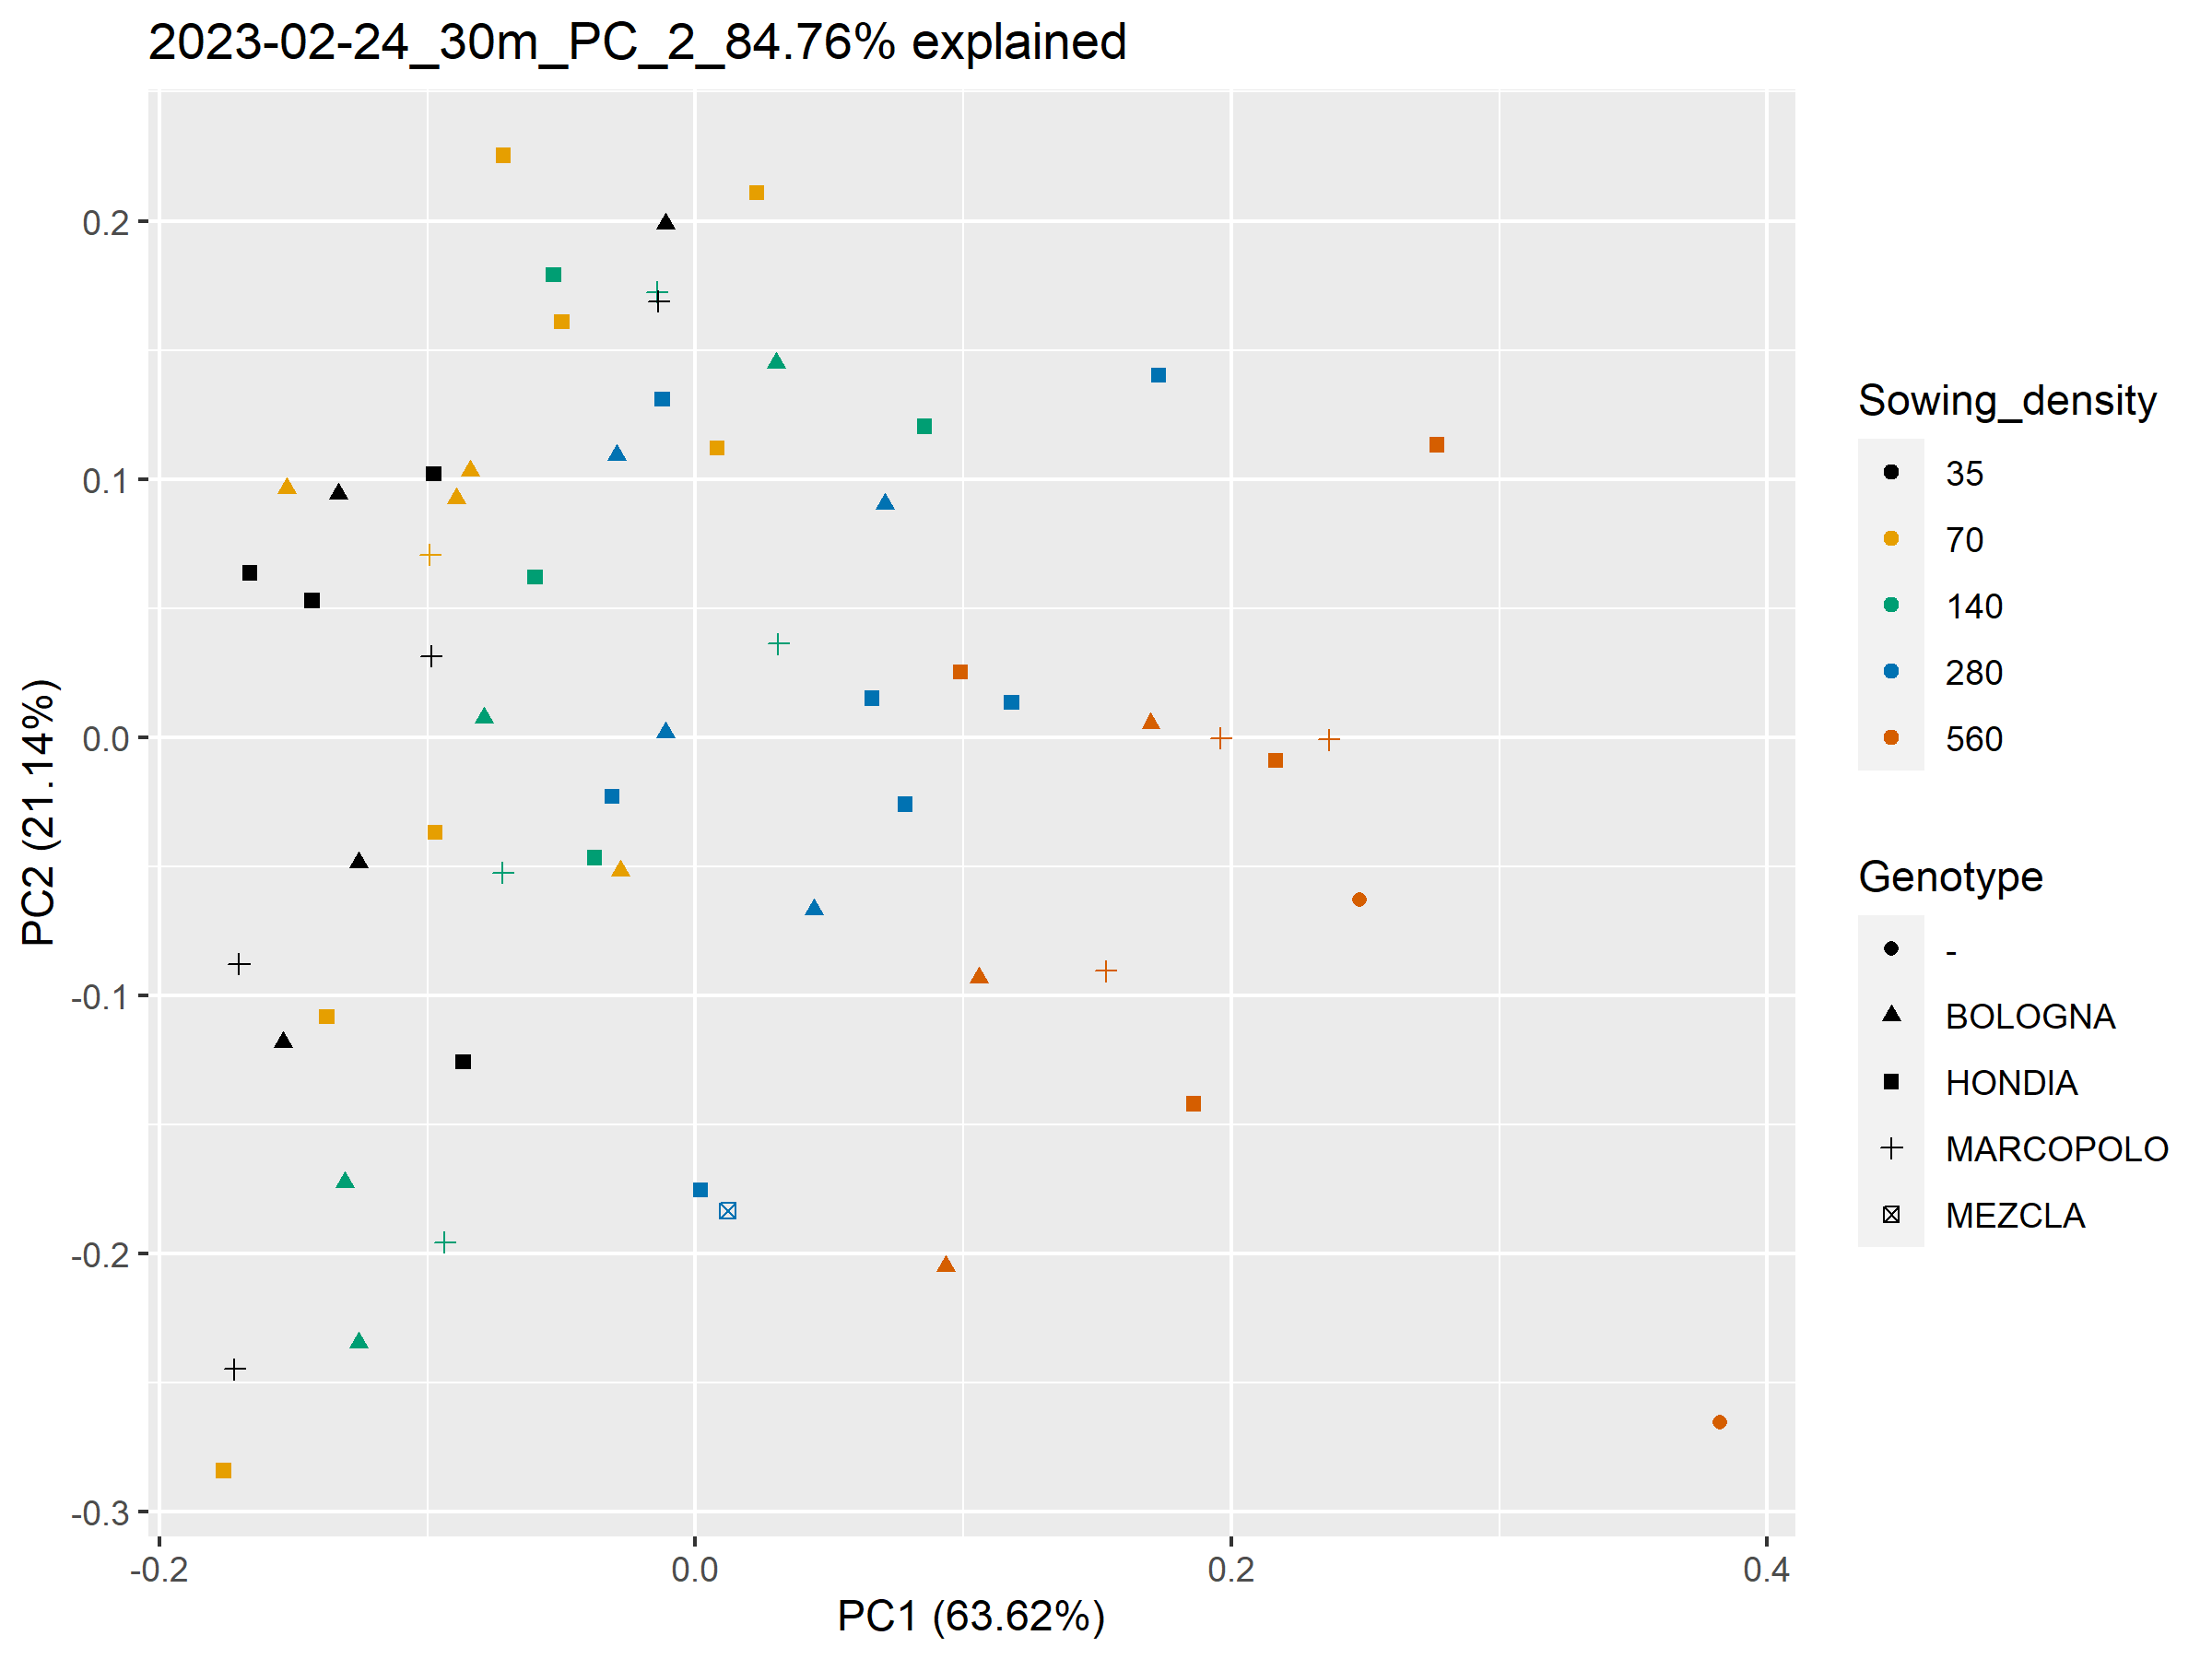 2023-02-24_30m_PC_2_84.76% explained
0.2
0.1
0.0
-0.1
-0.2
-0.3
PC2 (21.14%)
-0.2
0.0
0.2
0.4
PC1 (63.62%)
Sowing_density
35
70
140
280
560
Genotype
-
BOLOGNA
HONDIA
MARCOPOLO
MEZCLA